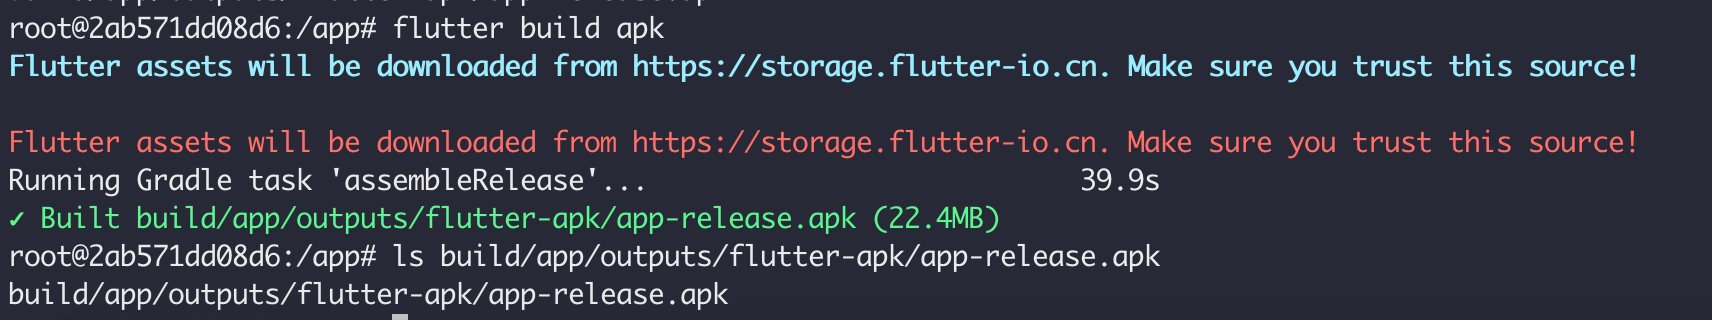 root@2ab571dd08d6:/app# flutter build apk
Flutter assets will be downloaded from https://storage.flutter-io.cn. Make sure you trust this source!
Flutter assets will be downloaded from https://storage.flutter-io.cn. Make sure you trust this source!
Running Gradle task 'assembleRelease'... 39.9s
✓ Built build/app/outputs/flutter-apk/app-release.apk (22.4MB)
root@2ab571dd08d6:/app# ls build/app/outputs/flutter-apk/app-release.apk
build/app/outputs/flutter-apk/app-release.apk